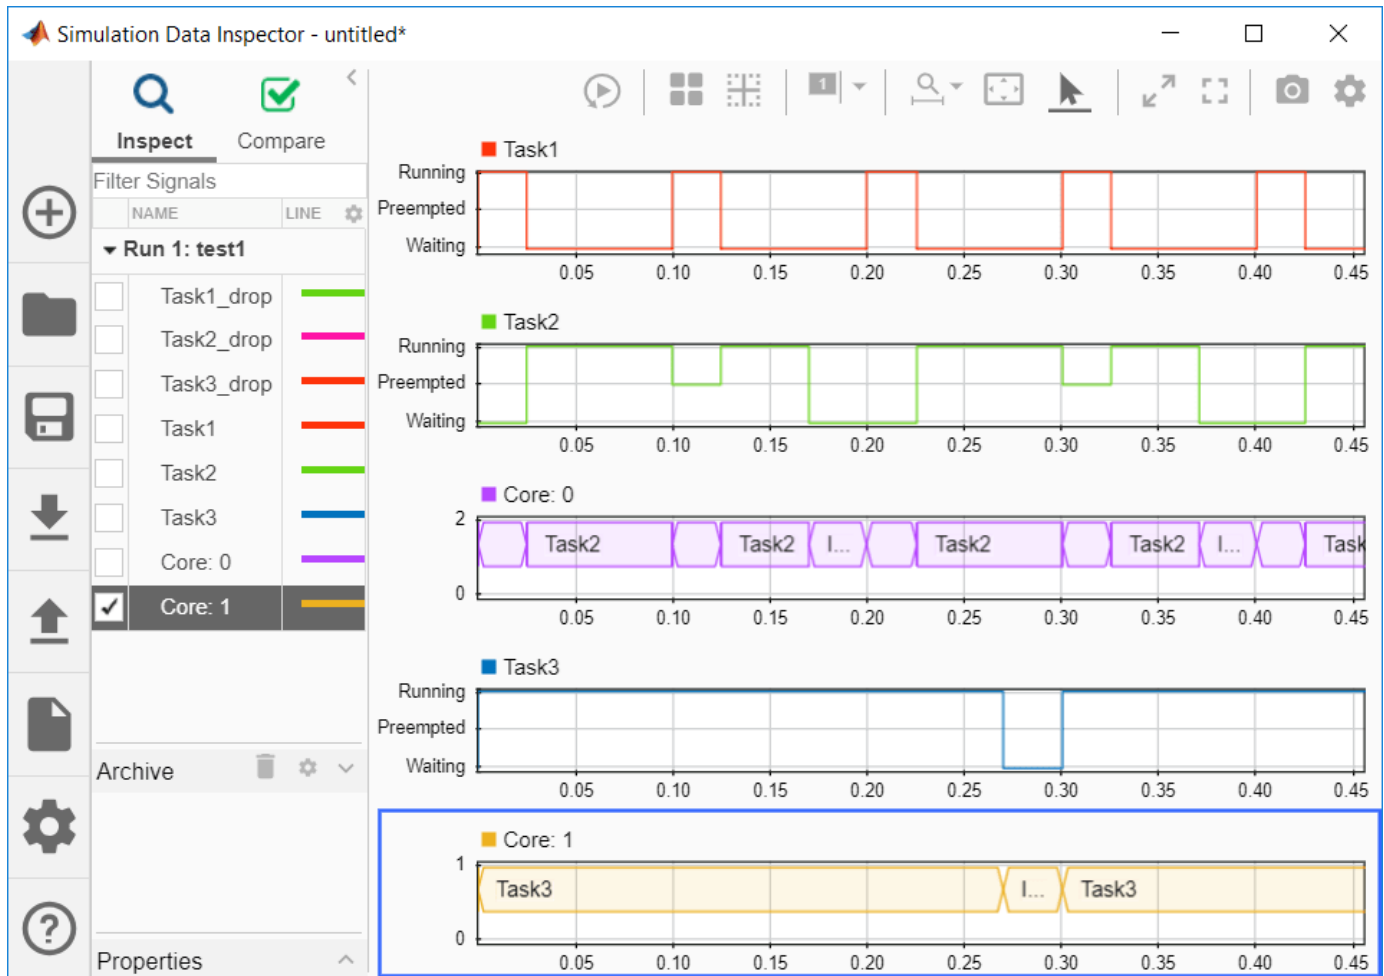 Simulation Data Inspector - untitled*
Inspect Compare
Filter Signals
NAME LINE
Run 1: test1
Task1_drop
Task2_drop
Task3_drop
Task1
Task2
Task3
Core: 0
Core: 1
Archive
Properties
1
Task1
Running
Preempted
Waiting
0.05 0.10 0.15 0.20 0.25 0.30 0.35 0.40 0.45
Task2
Running
Preempted
Waiting
0.05 0.10 0.15 0.20 0.25 0.30 0.35 0.40 0.45
Core: 0
2
Task2 Task2 I... Task2 Task2 I... Task
0
0.05 0.10 0.15 0.20 0.25 0.30 0.35 0.40 0.45
Task3
Running
Preempted
Waiting
0.05 0.10 0.15 0.20 0.25 0.30 0.35 0.40 0.45
Core: 1
1
Task3 I... Task3
0
0.05 0.10 0.15 0.20 0.25 0.30 0.35 0.40 0.45